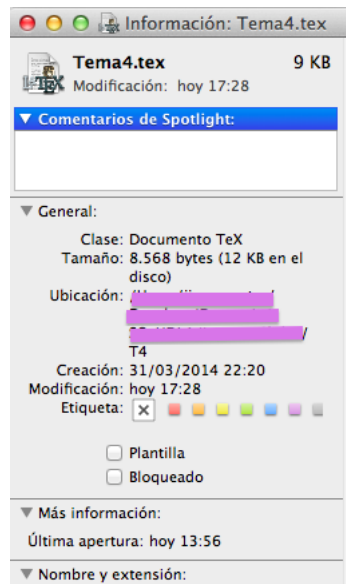 Información: Tema4.tex
Tema4.tex 9 KB
Modificación: hoy 17:28
Comentarios de Spotlight:
General:
Clase: Documento TeX
Tamaño: 8.568 bytes (12 KB en el
disco)
Ubicación:
/
T4
Creación: 31/03/2014 22:20
Modificación: hoy 17:28
Etiqueta:
Plantilla
Bloqueado
Más información:
Última apertura: hoy 13:56
Nombre y extensión: